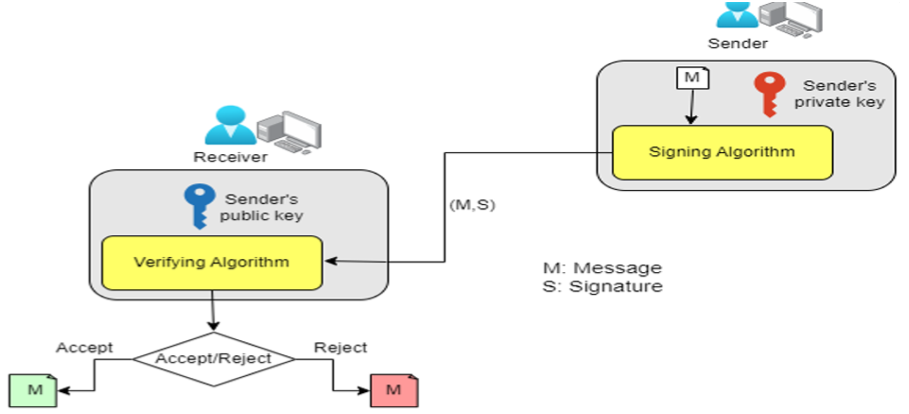 Sender
M
Sender's
private key
Signing Algorithm
Receiver
Sender's
public key
(M,S)
Verifying Algorithm
M: Message
S: Signature
Accept
Accept/Reject
Reject
M
M